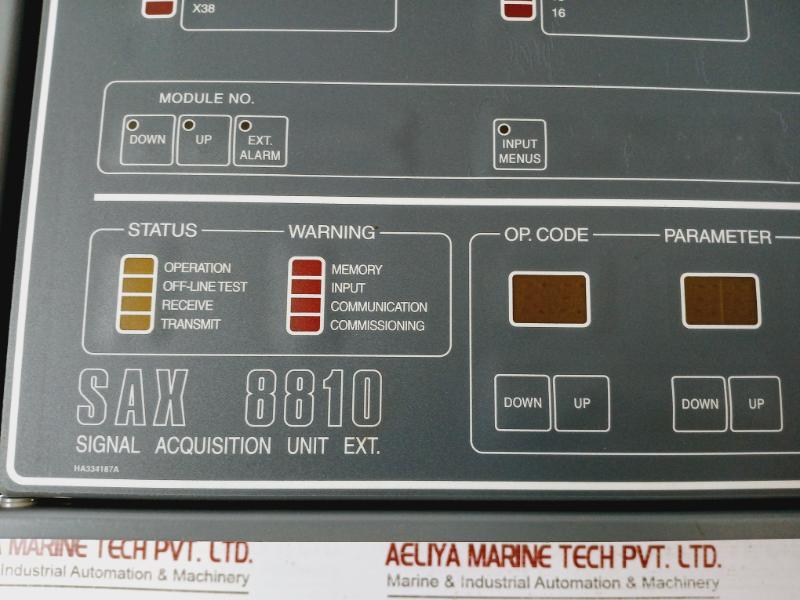 X38
16
MODULE NO.
DOWN
UP
EXT.
ALARM
INPUT
MENUS
STATUS
WARNING
OPERATION
OFF-LINE TEST
RECEIVE
TRANSMIT
MEMORY
INPUT
COMMUNICATION
COMMISSIONING
OP. CODE
PARAMETER
DOWN
UP
DOWN
UP
SAX 8810
SIGNAL ACQUISITION UNIT EXT.
HA334187A
MARINE TECH PVT. LTD.
Industrial Automation & Machinery
AELIYA MARINE TECH PVT. LTD.
Marine & Industrial Automation & Machinery